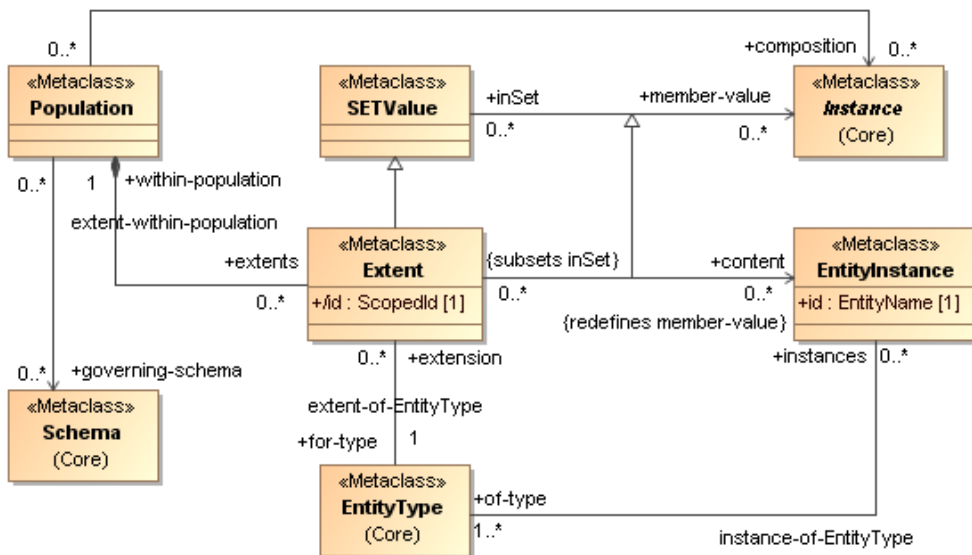 0..*
+composition
0..*
«Metaclass»
Population
«Metaclass»
SETValue
+inSet
0..*
+member-value
0..*
«Metaclass»
Instance
(Core)
0..*
1
+within-population
extent-within-population
+extents
0..*
«Metaclass»
Extent
+/id : ScopedId [1]
{subsets inSet}
0..*
+content
0..*
{redefines member-value}
«Metaclass»
EntityInstance
+id : EntityName [1]
+instances
0..*
0..*
+extension
0..*
+governing-schema
«Metaclass»
Schema
(Core)
extent-of-EntityType
+for-type
1
«Metaclass»
EntityType
(Core)
+of-type
1..*
instance-of-EntityType